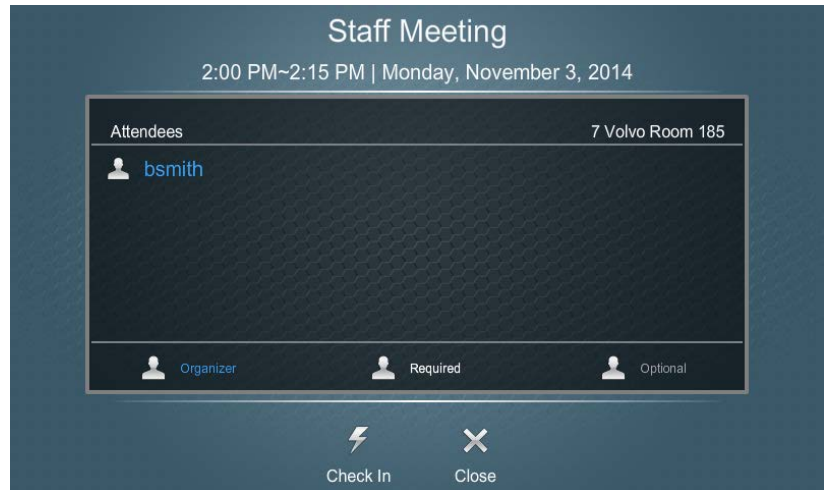 Staff Meeting
2:00 PM~2:15 PM | Monday, November 3, 2014
Attendees 7 Volvo Room 185
bsmith
Organizer Required Optional
Check In Close